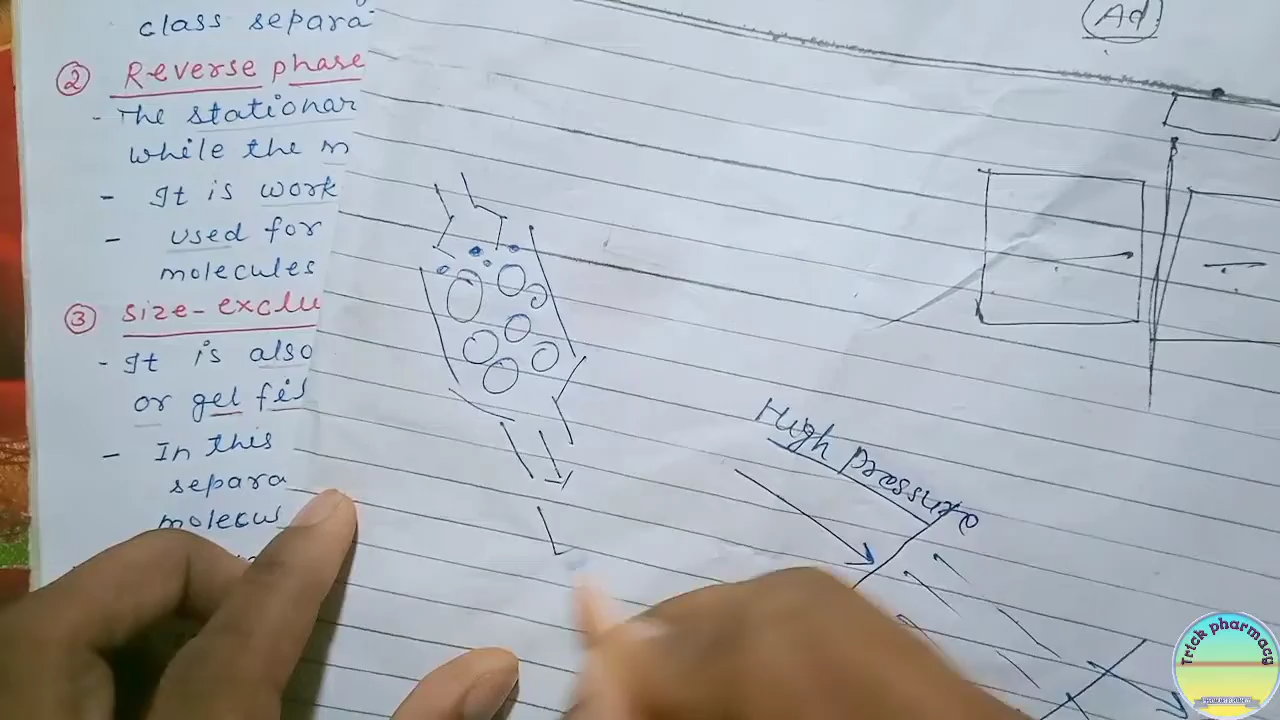 class separa
② Reverse phase
- The stationar
while the m
- It is work
- used for
molecules
③ size-exclu
- It is also
or gel fil
- In this
separa
molecu
Ad
High pressure
Trick pharmacy